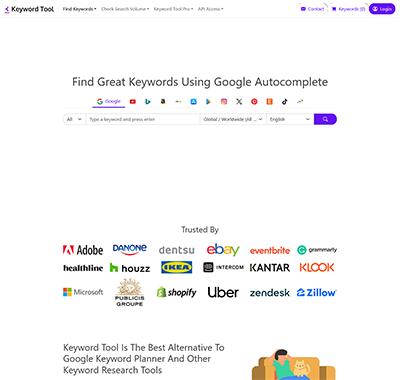 Keyword Tool Find Keywords Check Search Volume Keyword Tool Pro API Access Contact Keywords (0) Login
Find Great Keywords Using Google Autocomplete
Google
All Type a keyword and press enter Global / Worldwide (All ... English
Trusted By
Adobe DANONE dentsu ebay eventbrite grammarly
healthline houzz IKEA INTERCOM KANTAR KLOOK
Microsoft PUBLICIS GROUPE shopify Uber zendesk Zillow
Keyword Tool Is The Best Alternative To
Google Keyword Planner And Other
Keyword Research Tools